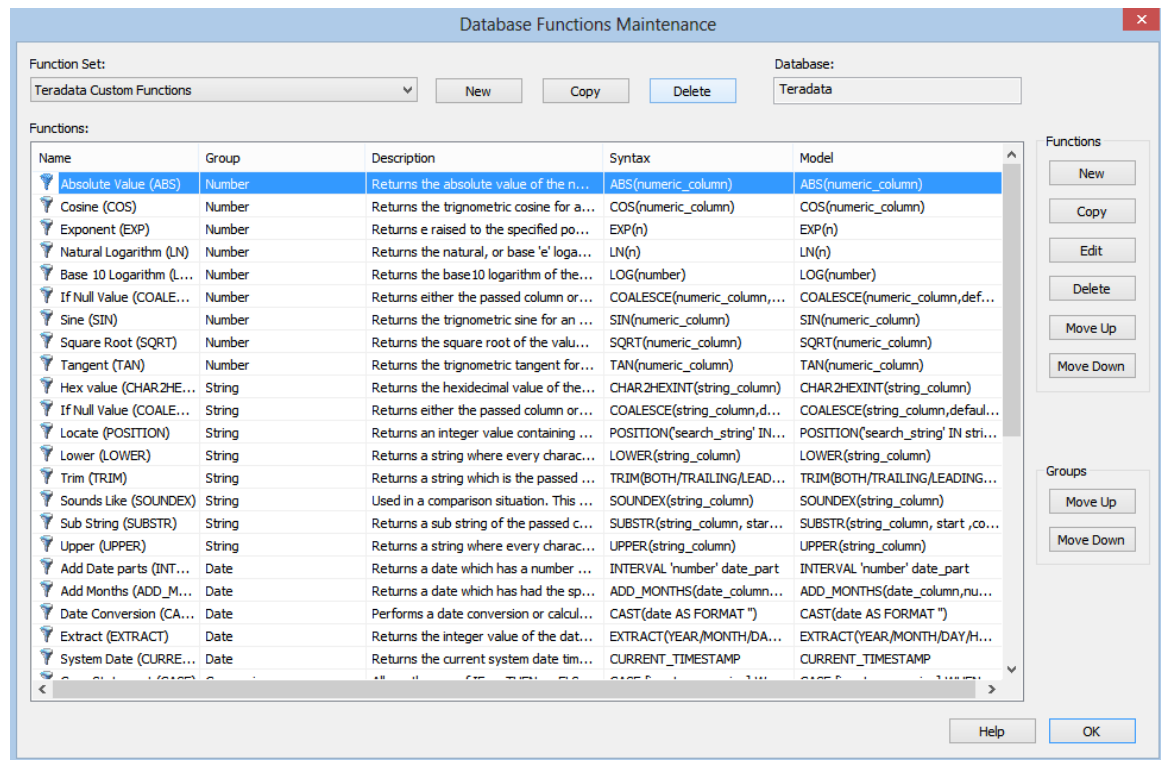 Database Functions Maintenance
Function Set:
Database:
Teradata Custom Functions
New
Copy
Delete
Teradata
Functions:
Name Group Description Syntax Model
Absolute Value (ABS) Number Returns the absolute value of the n... ABS(numeric_column) ABS(numeric_column)
Cosine (COS) Number Returns the trignometric cosine for a... COS(numeric_column) COS(numeric_column)
Exponent (EXP) Number Returns e raised to the specified po... EXP(n) EXP(n)
Natural Logarithm (LN) Number Returns the natural, or base 'e' loga... LN(n) LN(n)
Base 10 Logarithm (L... Number Returns the base10 logarithm of the... LOG(number) LOG(number)
If Null Value (COALE... Number Returns either the passed column or... COALESCE(numeric_column,... COALESCE(numeric_column,def...
Sine (SIN) Number Returns the trignometric sine for an ... SIN(numeric_column) SIN(numeric_column)
Square Root (SQRT) Number Returns the square root of the valu... SQRT(numeric_column) SQRT(numeric_column)
Tangent (TAN) Number Returns the trignometric tangent for... TAN(numeric_column) TAN(numeric_column)
Hex value (CHAR2HE... String Returns the hexidecimal value of the... CHAR2HEXINT(string_column) CHAR2HEXINT(string_column)
If Null Value (COALE... String Returns either the passed column or... COALESCE(string_column,d... COALESCE(string_column,defaul...
Locate (POSITION) String Returns an integer value containing ... POSITION('search_string' IN... POSITION('search_string' IN stri...
Lower (LOWER) String Returns a string where every charac... LOWER(string_column) LOWER(string_column)
Trim (TRIM) String Returns a string which is the passed ... TRIM(BOTH/TRAILING/LEAD... TRIM(BOTH/TRAILING/LEADING...
Sounds Like (SOUNDEX) String Used in a comparison situation. This ... SOUNDEX(string_column) SOUNDEX(string_column)
Sub String (SUBSTR) String Returns a sub string of the passed c... SUBSTR(string_column, star... SUBSTR(string_column, start ,co...
Upper (UPPER) String Returns a string where every charac... UPPER(string_column) UPPER(string_column)
Add Date parts (INT... Date Returns a date which has a number ... INTERVAL 'number' date_part INTERVAL 'number' date_part
Add Months (ADD_M... Date Returns a date which has had the sp... ADD_MONTHS(date_column... ADD_MONTHS(date_column,nu...
Date Conversion (CA... Date Performs a date conversion or calcul... CAST(date AS FORMAT '') CAST(date AS FORMAT '')
Extract (EXTRACT) Date Returns the integer value of the dat... EXTRACT(YEAR/MONTH/DA... EXTRACT(YEAR/MONTH/DAY/H...
System Date (CURRE... Date Returns the current system date tim... CURRENT_TIMESTAMP CURRENT_TIMESTAMP
Functions
New
Copy
Edit
Delete
Move Up
Move Down
Groups
Move Up
Move Down
Help
OK